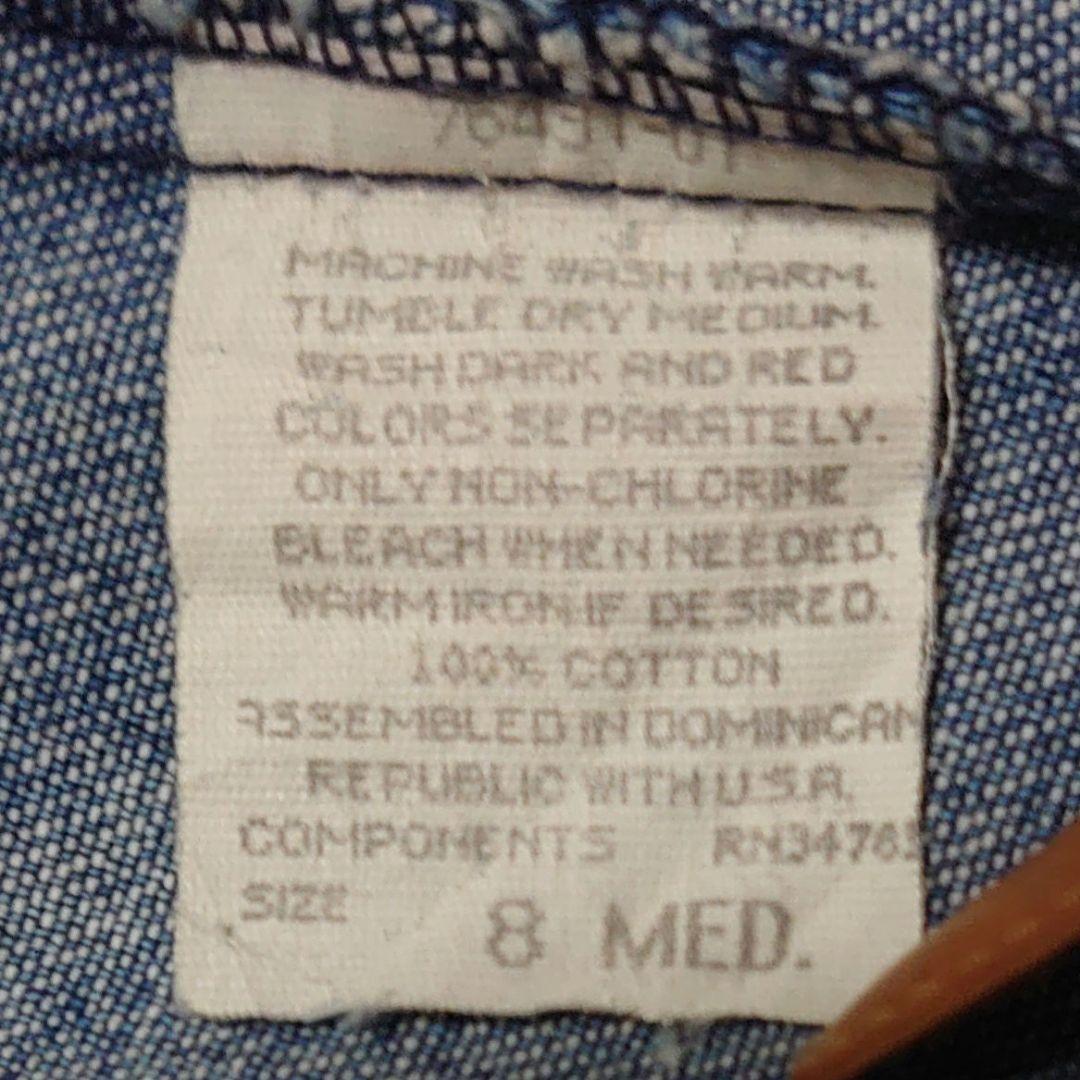 MACHINE WASH WARM.
TUMBLE DRY MEDIUM.
WASH DARK AND RED
COLORS SEPARATELY.
ONLY NON-CHLORINE
BLEACH WHEN NEEDED.
WARM IRON IF DESIRED.
100% COTTON
ASSEMBLED IN DOMINICAN
REPUBLIC WITH U.S.A.
COMPONENTS
SIZE 8 MED.